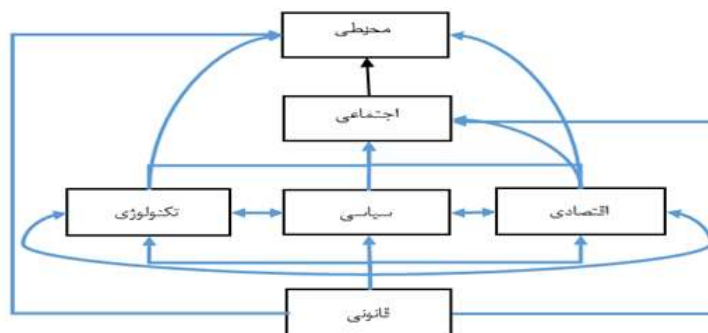 محیطی
اجتماعی
اقتصادی
سیاسی
تکنولوژی
قانونی